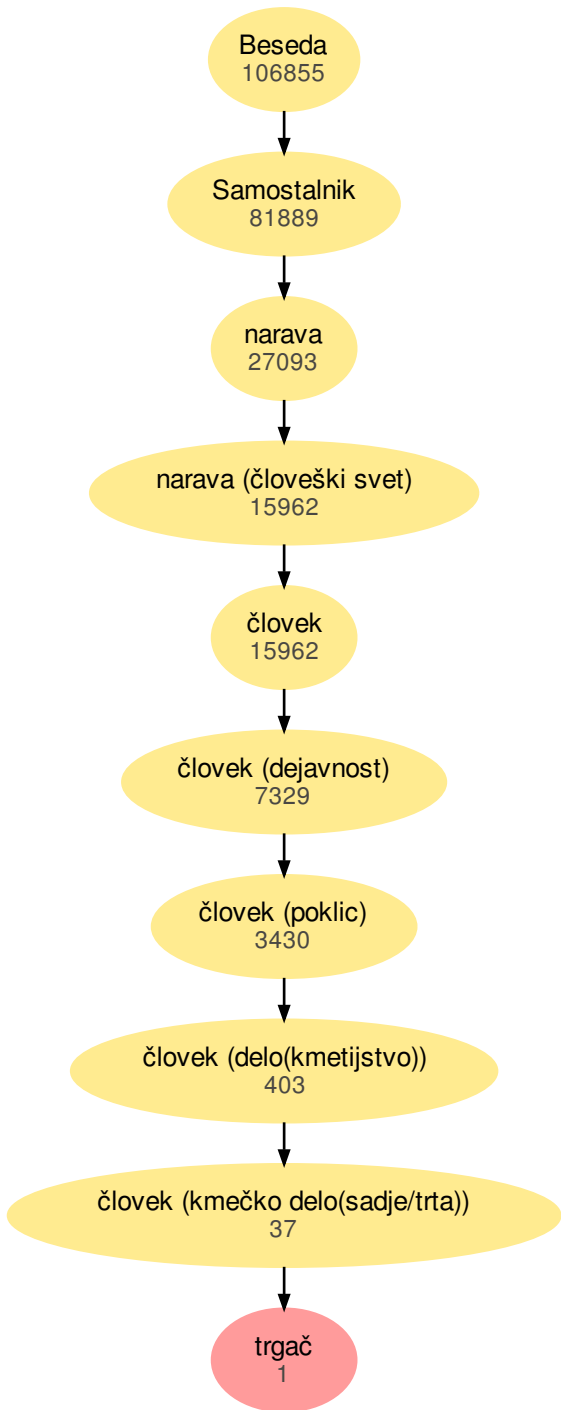 Beseda
106855
Samostalnik
81889
narava
27093
narava (človeški svet)
15962
človek
15962
človek (dejavnost)
7329
človek (poklic)
3430
človek (delo(kmetijstvo))
403
človek (kmečko delo(sadje/trta))
37
trgač
1